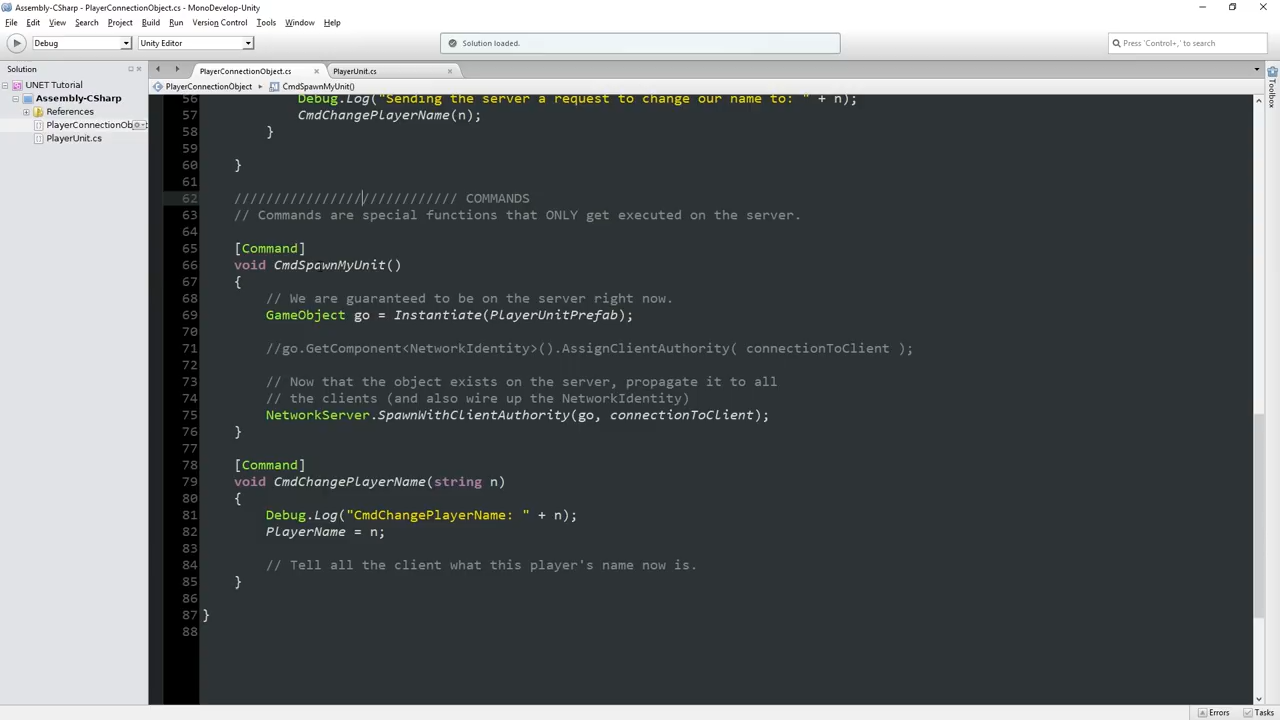 Assembly-CSharp - PlayerConnectionObject.cs - MonoDevelop-Unity
File Edit View Search Project Build Run Version Control Tools Window Help
Debug Unity Editor Solution loaded. Press 'Control+,' to search
Solution PlayerConnectionObject.cs PlayerUnit.cs
UNET Tutorial PlayerConnectionObject CmdSpawnMyUnit()
Assembly-CSharp
References
PlayerConnectionObj
PlayerUnit.cs
Toolbox
56 Debug.Log("Sending the server a request to change our name to: " + n);
57 CmdChangePlayerName(n);
58 }
59
60 }
61
62 //////////////////////////// COMMANDS
63 // Commands are special functions that ONLY get executed on the server.
64
65 [Command]
66 void CmdSpawnMyUnit()
67 {
68 // We are guaranteed to be on the server right now.
69 GameObject go = Instantiate(PlayerUnitPrefab);
70
71 //go.GetComponent<NetworkIdentity>().AssignClientAuthority( connectionToClient );
72
73 // Now that the object exists on the server, propagate it to all
74 // the clients (and also wire up the NetworkIdentity)
75 NetworkServer.SpawnWithClientAuthority(go, connectionToClient);
76 }
77
78 [Command]
79 void CmdChangePlayerName(string n)
80 {
81 Debug.Log("CmdChangePlayerName: " + n);
82 PlayerName = n;
83
84 // Tell all the client what this player's name now is.
85 }
86
87 }
88
Errors Tasks